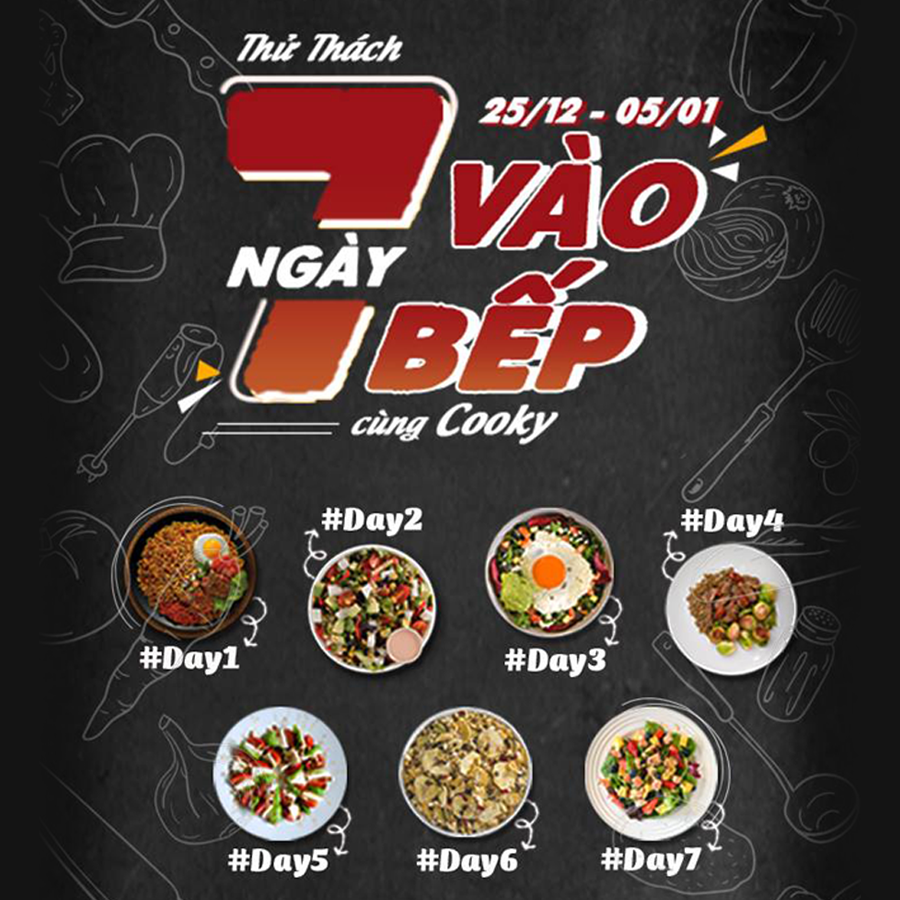 Thử Thách
7
25/12 - 05/01
VÀO
NGÀY
BẾP
cùng Cooky
#Day2
#Day4
#Day1
#Day3
#Day5
#Day6
#Day7